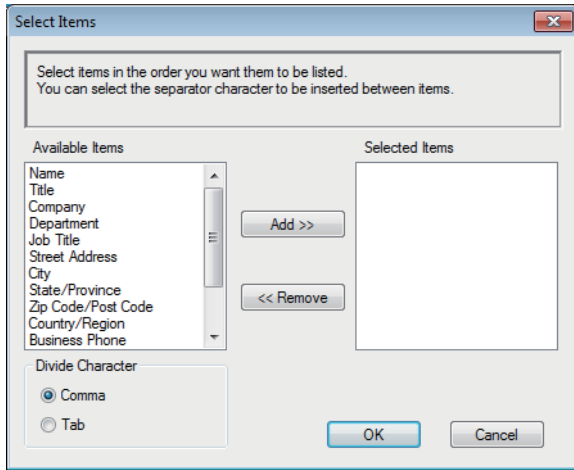 Select Items
Select items in the order you want them to be listed.
You can select the separator character to be inserted between items.
Available Items
Selected Items
Name
Title
Company
Department
Job Title
Street Address
City
State/Province
Zip Code/Post Code
Country/Region
Business Phone
Add >>
<< Remove
Divide Character
Comma
Tab
OK
Cancel